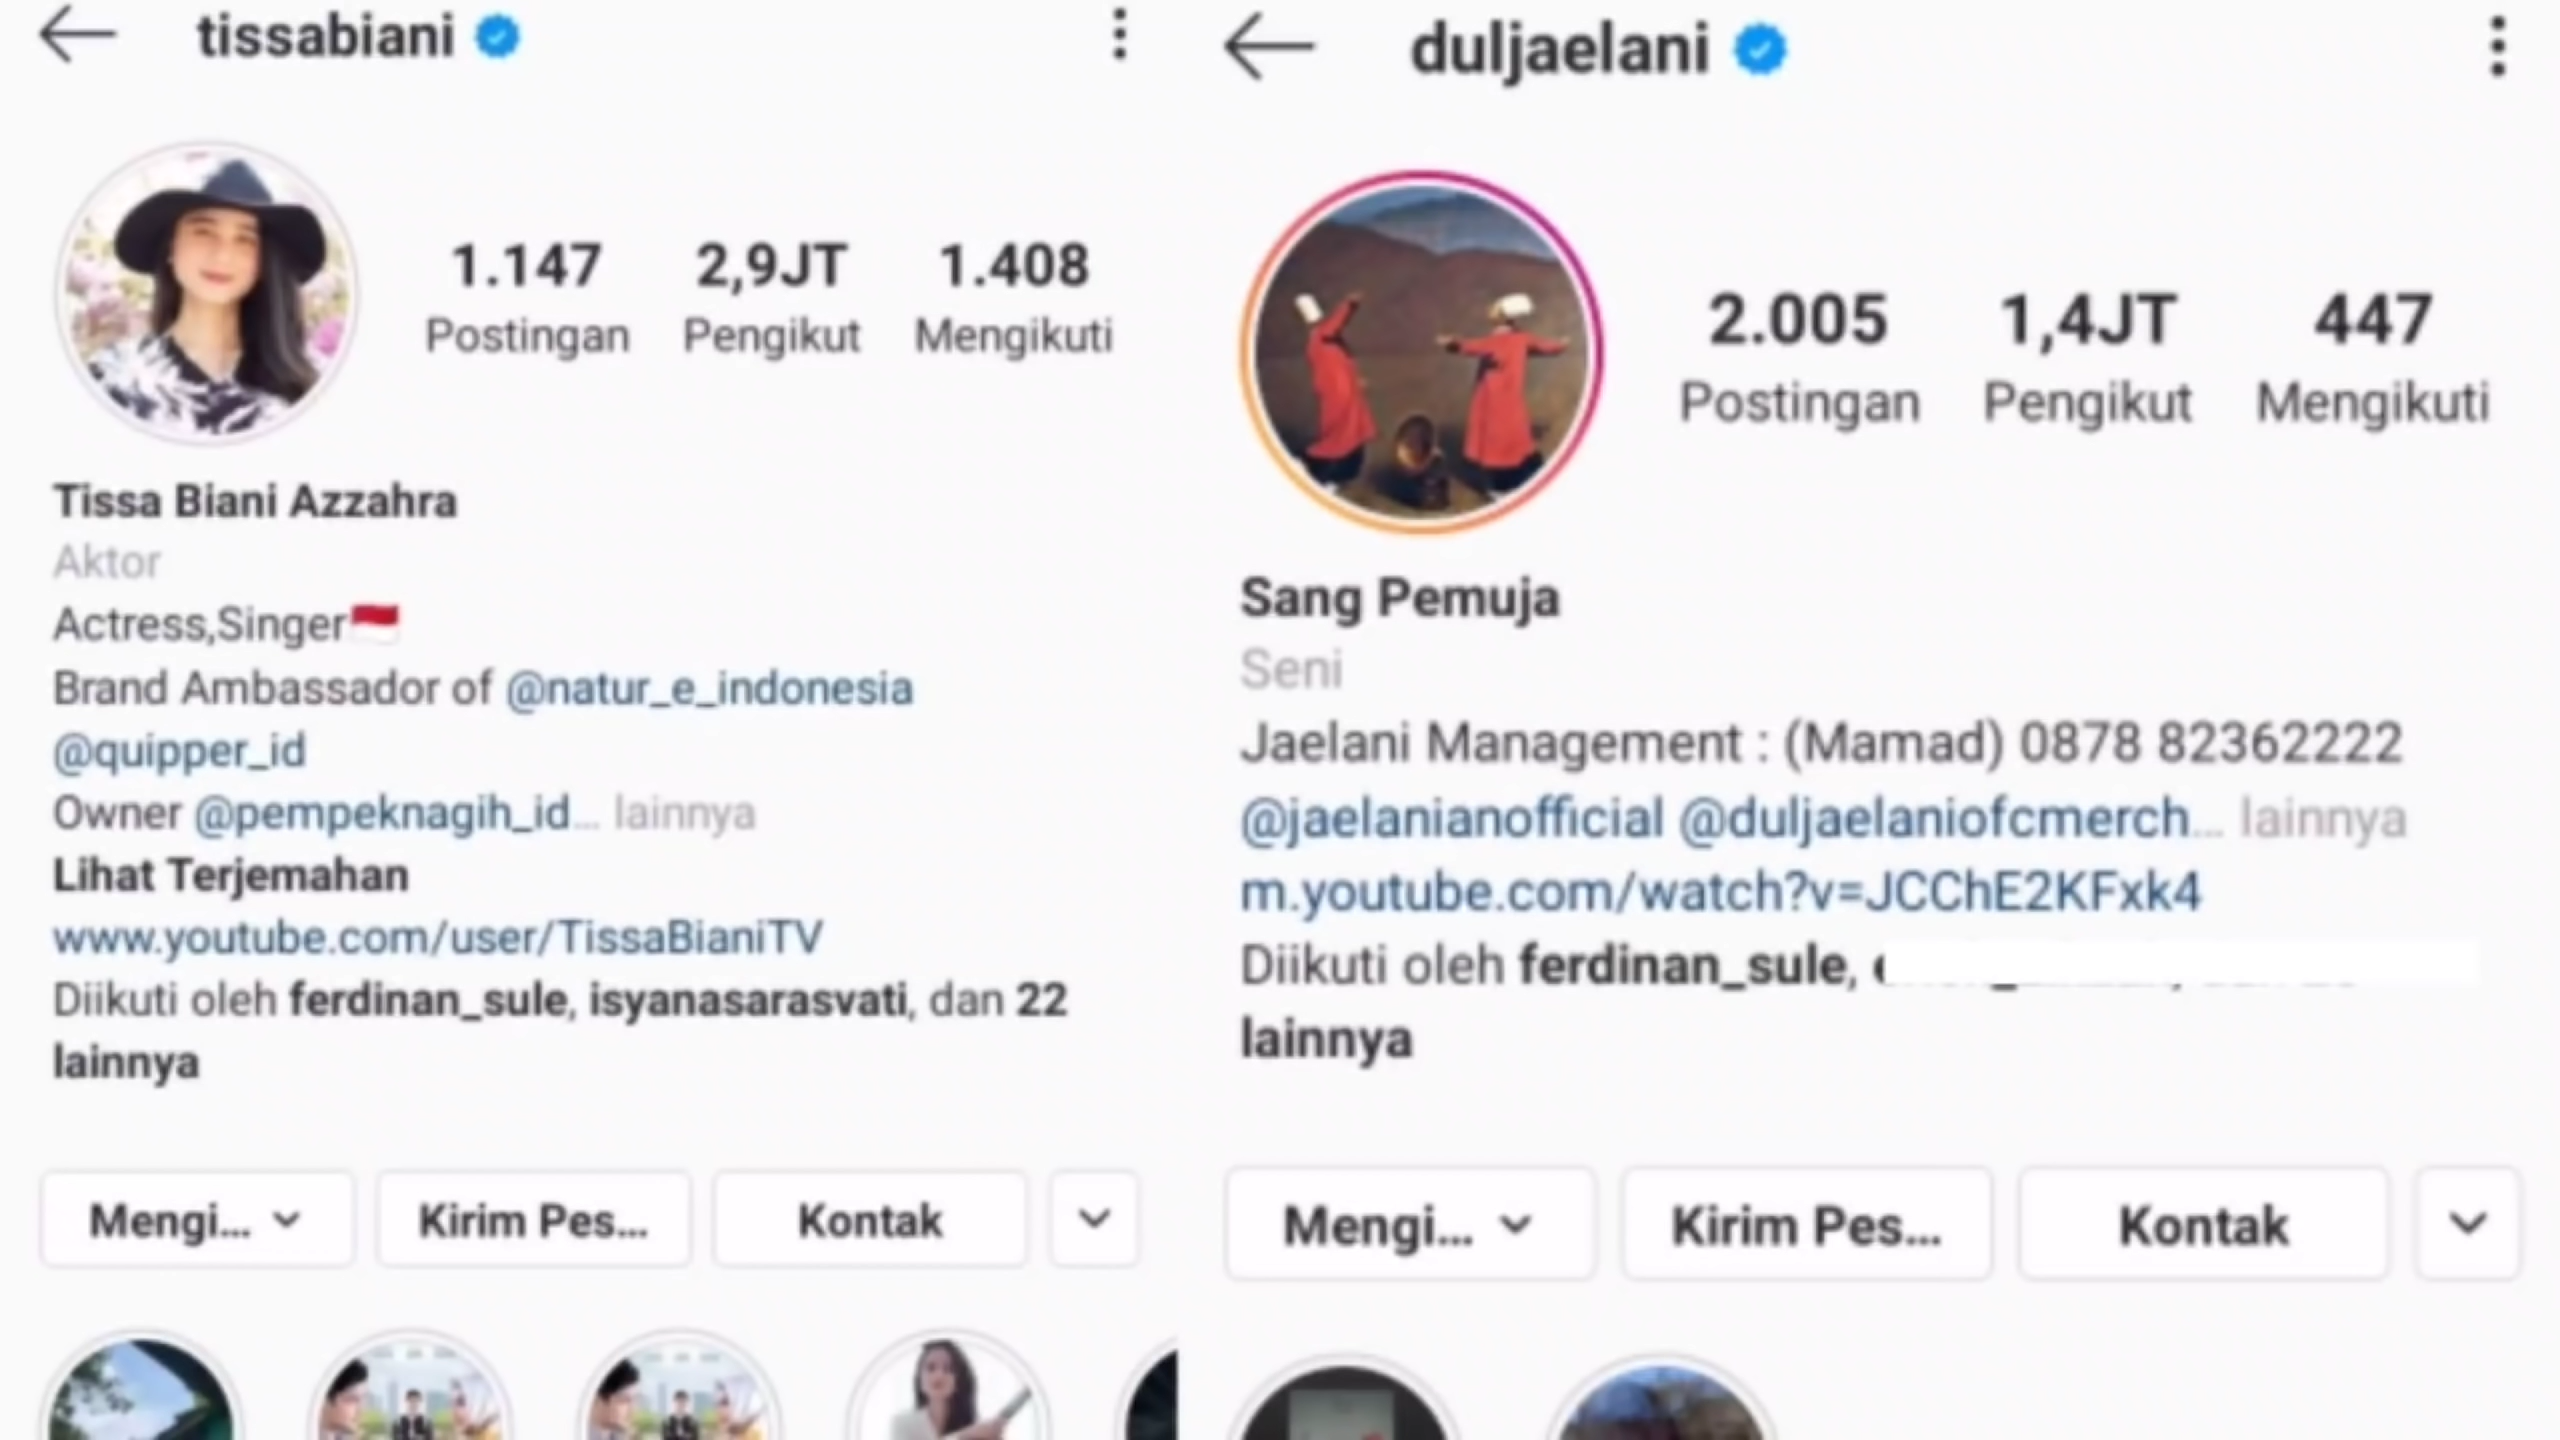 tissabiani
1.147 2,9JT 1.408
Postingan Pengikut Mengikuti
Tissa Biani Azzahra
Aktor
Actress,Singer🇮🇩
Brand Ambassador of @natur_e_indonesia
@quipper_id
Owner @pempeknagih_id... lainnya
Lihat Terjemahan
www.youtube.com/user/TissaBianiTV
Diikuti oleh ferdinan_sule, isyanasarasvati, dan 22
lainnya
Mengi... Kirim Pes... Kontak
duljaelani
2.005 1,4JT 447
Postingan Pengikut Mengikuti
Sang Pemuja
Seni
Jaelani Management : (Mamad) 0878 82362222
@jaelanianofficial @duljaelaniofcmerch... lainnya
m.youtube.com/watch?v=JCChE2KFxk4
Diikuti oleh ferdinan_sule,
lainnya
Mengi... Kirim Pes... Kontak